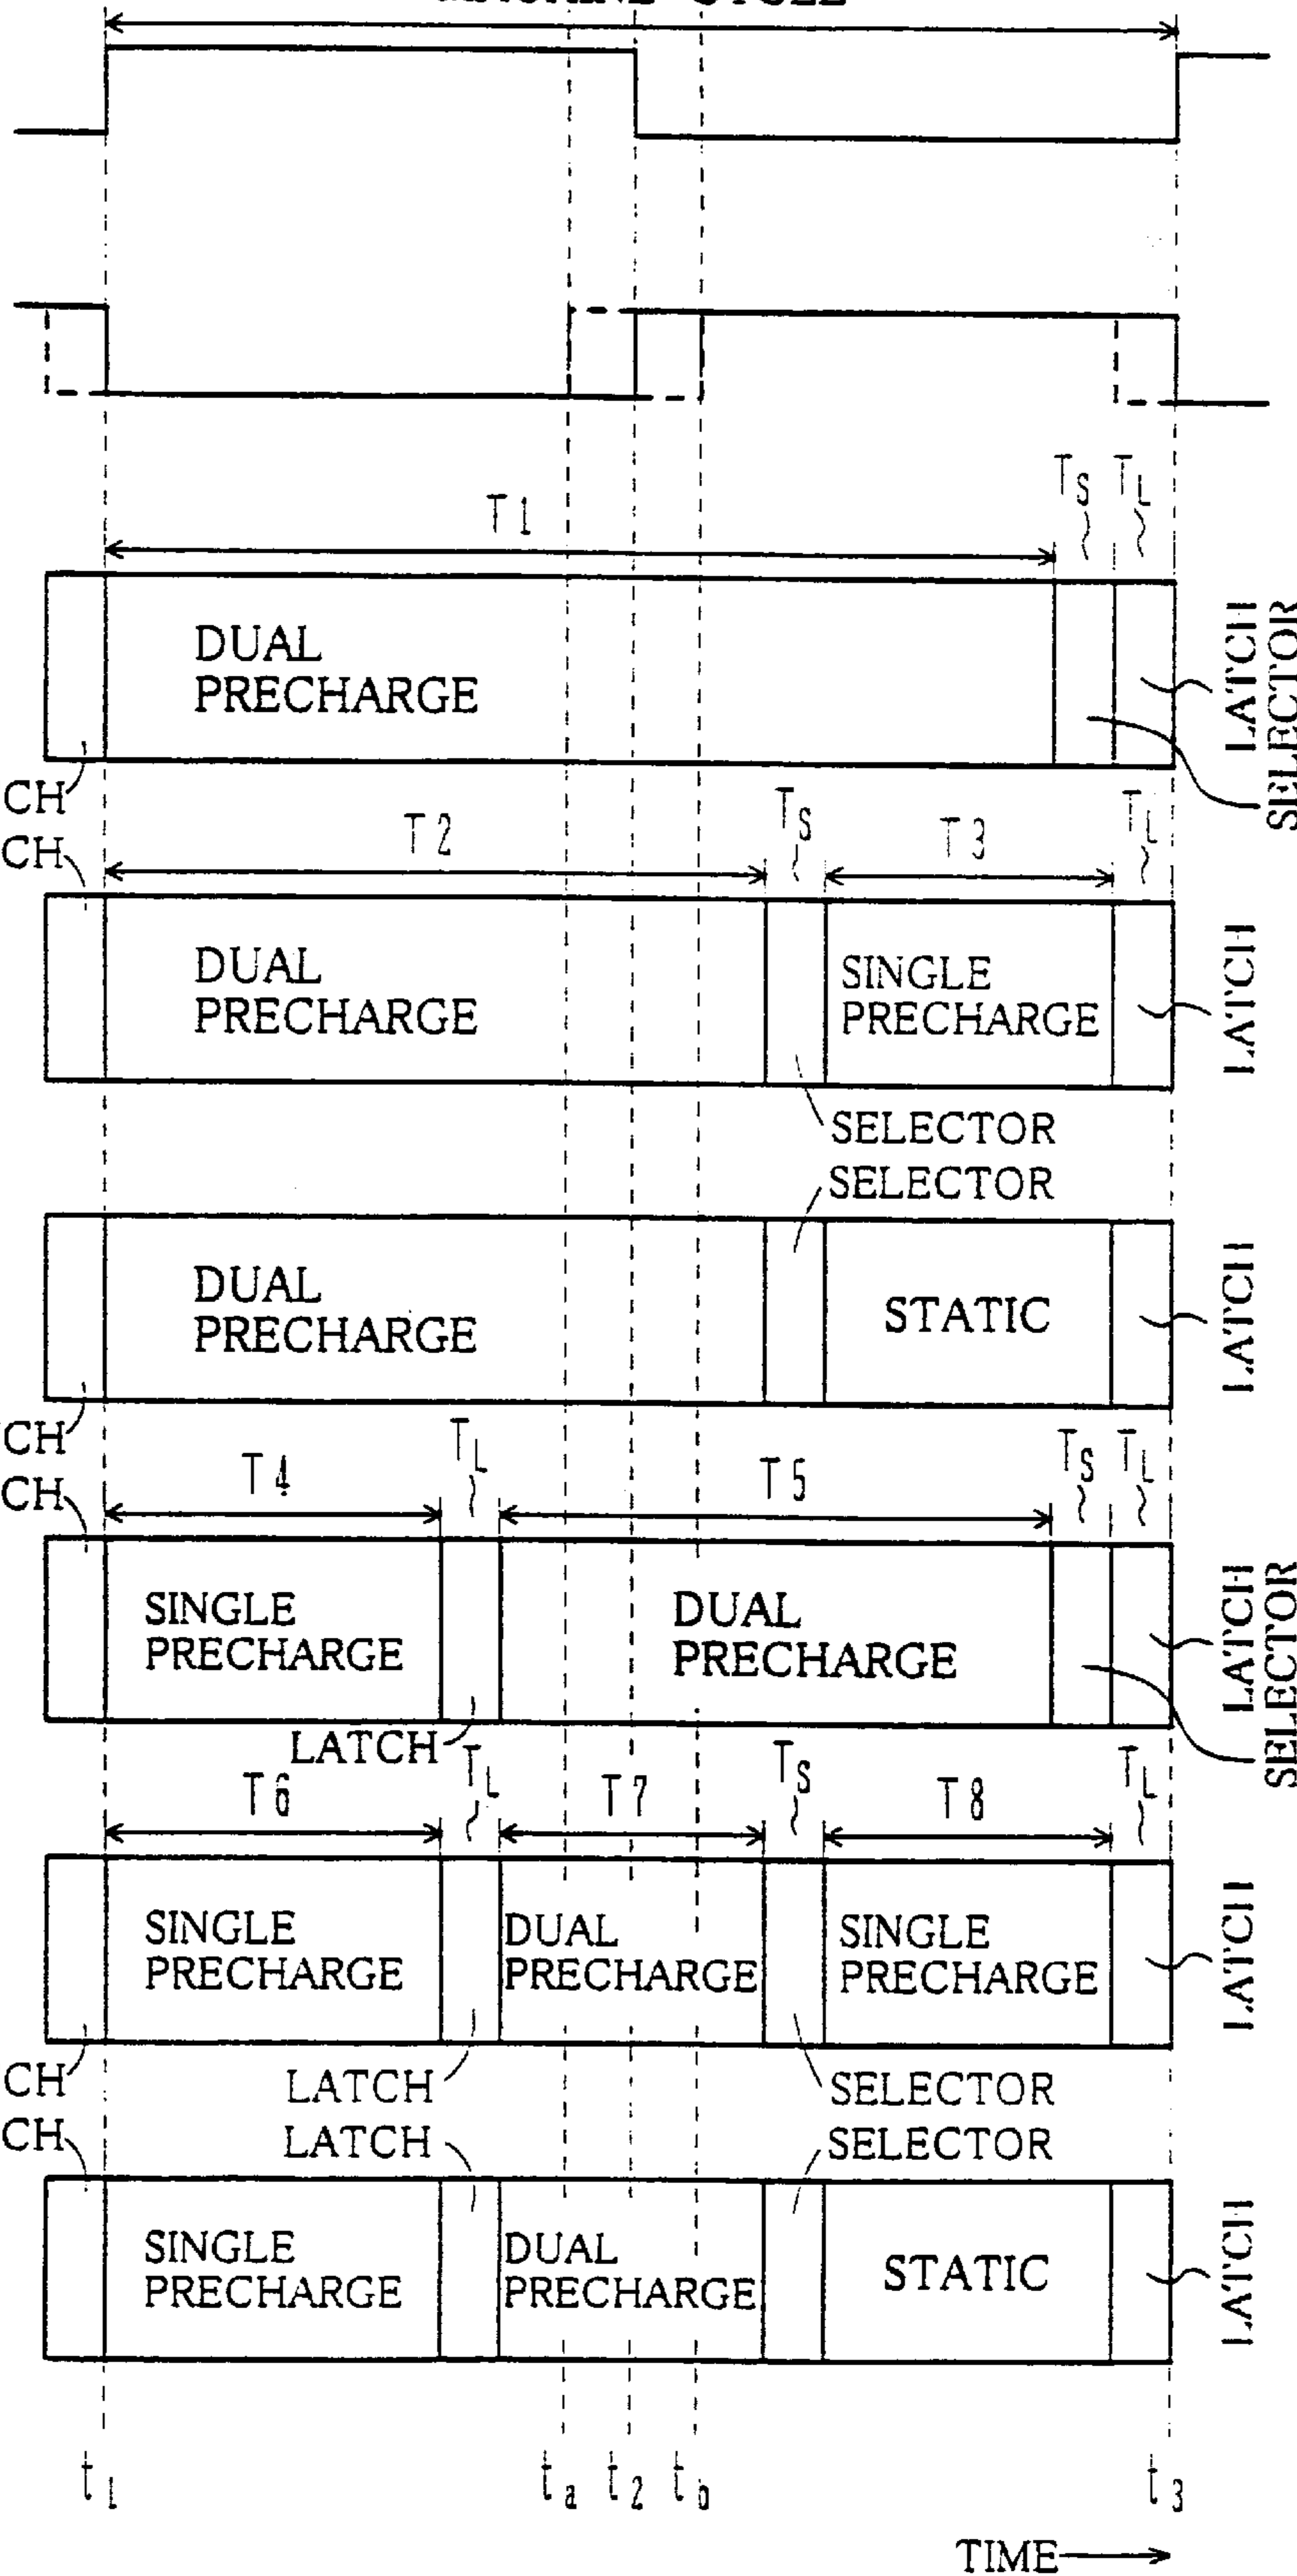 T1
TS
TL
DUAL
PRECHARGE
LATCH
SELECTOR
CH
CH
T2
TS
T3
TL
DUAL
PRECHARGE
SINGLE
PRECHARGE
LATCH
SELECTOR
SELECTOR
DUAL
PRECHARGE
STATIC
LATCH
CH
CH
T4
TL
T5
TS
TL
SINGLE
PRECHARGE
DUAL
PRECHARGE
LATCH
SELECTOR
LATCH
T6
TL
T7
TS
T8
TL
SINGLE
PRECHARGE
DUAL
PRECHARGE
SINGLE
PRECHARGE
LATCH
CH
CH
LATCH
LATCH
SELECTOR
SELECTOR
SINGLE
PRECHARGE
DUAL
PRECHARGE
STATIC
LATCH
t1
ta
t2
tb
t3
TIME